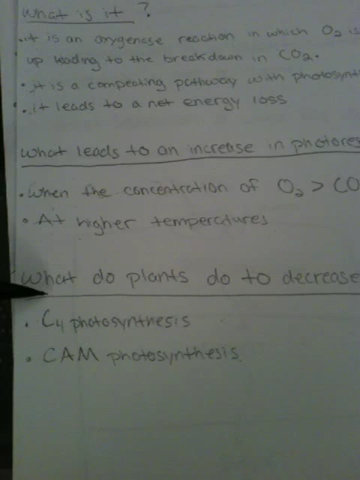 What is it ?
• it is an oxygenase reaction in which O2 is
up leading to the breakdown in CO2.
• it is a competing pathway with photosynt
• it leads to a net energy loss
What leads to an increase in photores
• When the concentration of O2 > CO
• At higher temperatures
What do plants do to decrease
• C4 photosynthesis
• CAM photosynthesis